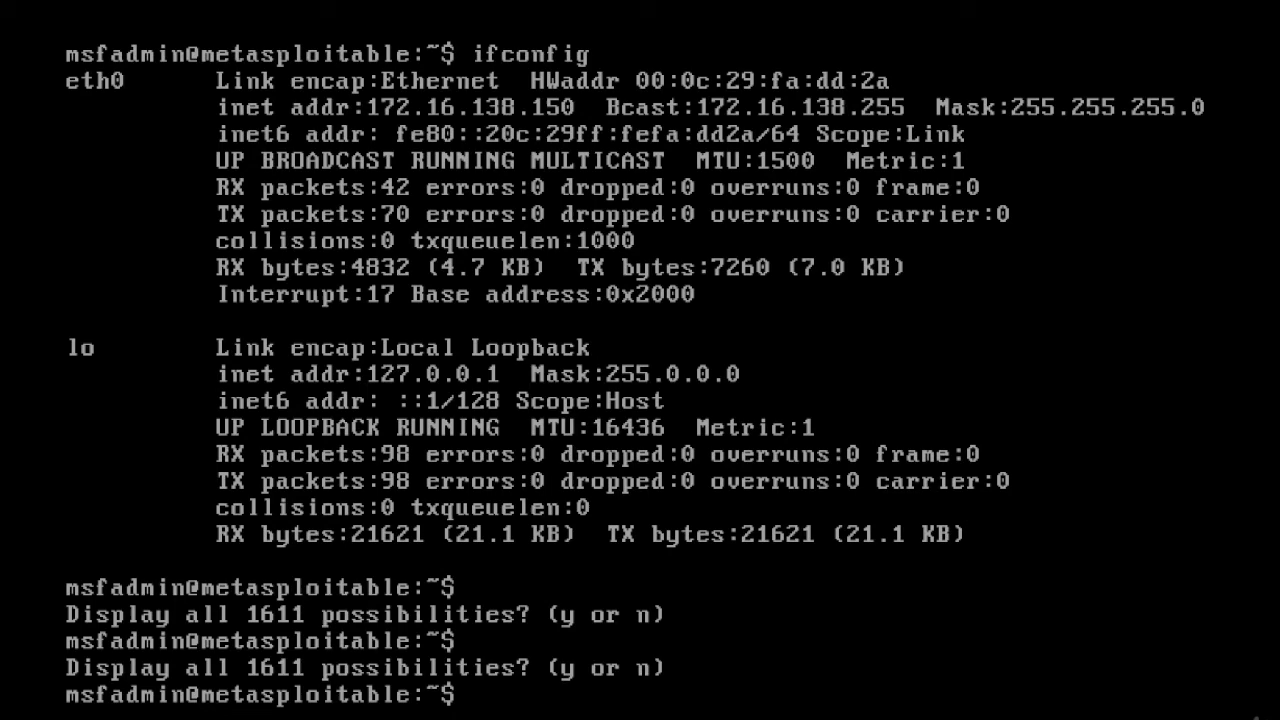 msfadmin@metasploitable:~$ ifconfig
eth0      Link encap:Ethernet  HWaddr 00:0c:29:fa:dd:2a
          inet addr:172.16.138.150  Bcast:172.16.138.255  Mask:255.255.255.0
          inet6 addr: fe80::20c:29ff:fefa:dd2a/64 Scope:Link
          UP BROADCAST RUNNING MULTICAST  MTU:1500  Metric:1
          RX packets:42 errors:0 dropped:0 overruns:0 frame:0
          TX packets:70 errors:0 dropped:0 overruns:0 carrier:0
          collisions:0 txqueuelen:1000
          RX bytes:4832 (4.7 KB)  TX bytes:7260 (7.0 KB)
          Interrupt:17 Base address:0x2000

lo        Link encap:Local Loopback
          inet addr:127.0.0.1  Mask:255.0.0.0
          inet6 addr: ::1/128 Scope:Host
          UP LOOPBACK RUNNING  MTU:16436  Metric:1
          RX packets:98 errors:0 dropped:0 overruns:0 frame:0
          TX packets:98 errors:0 dropped:0 overruns:0 carrier:0
          collisions:0 txqueuelen:0
          RX bytes:21621 (21.1 KB)  TX bytes:21621 (21.1 KB)

msfadmin@metasploitable:~$
Display all 1611 possibilities? (y or n)
msfadmin@metasploitable:~$
Display all 1611 possibilities? (y or n)
msfadmin@metasploitable:~$